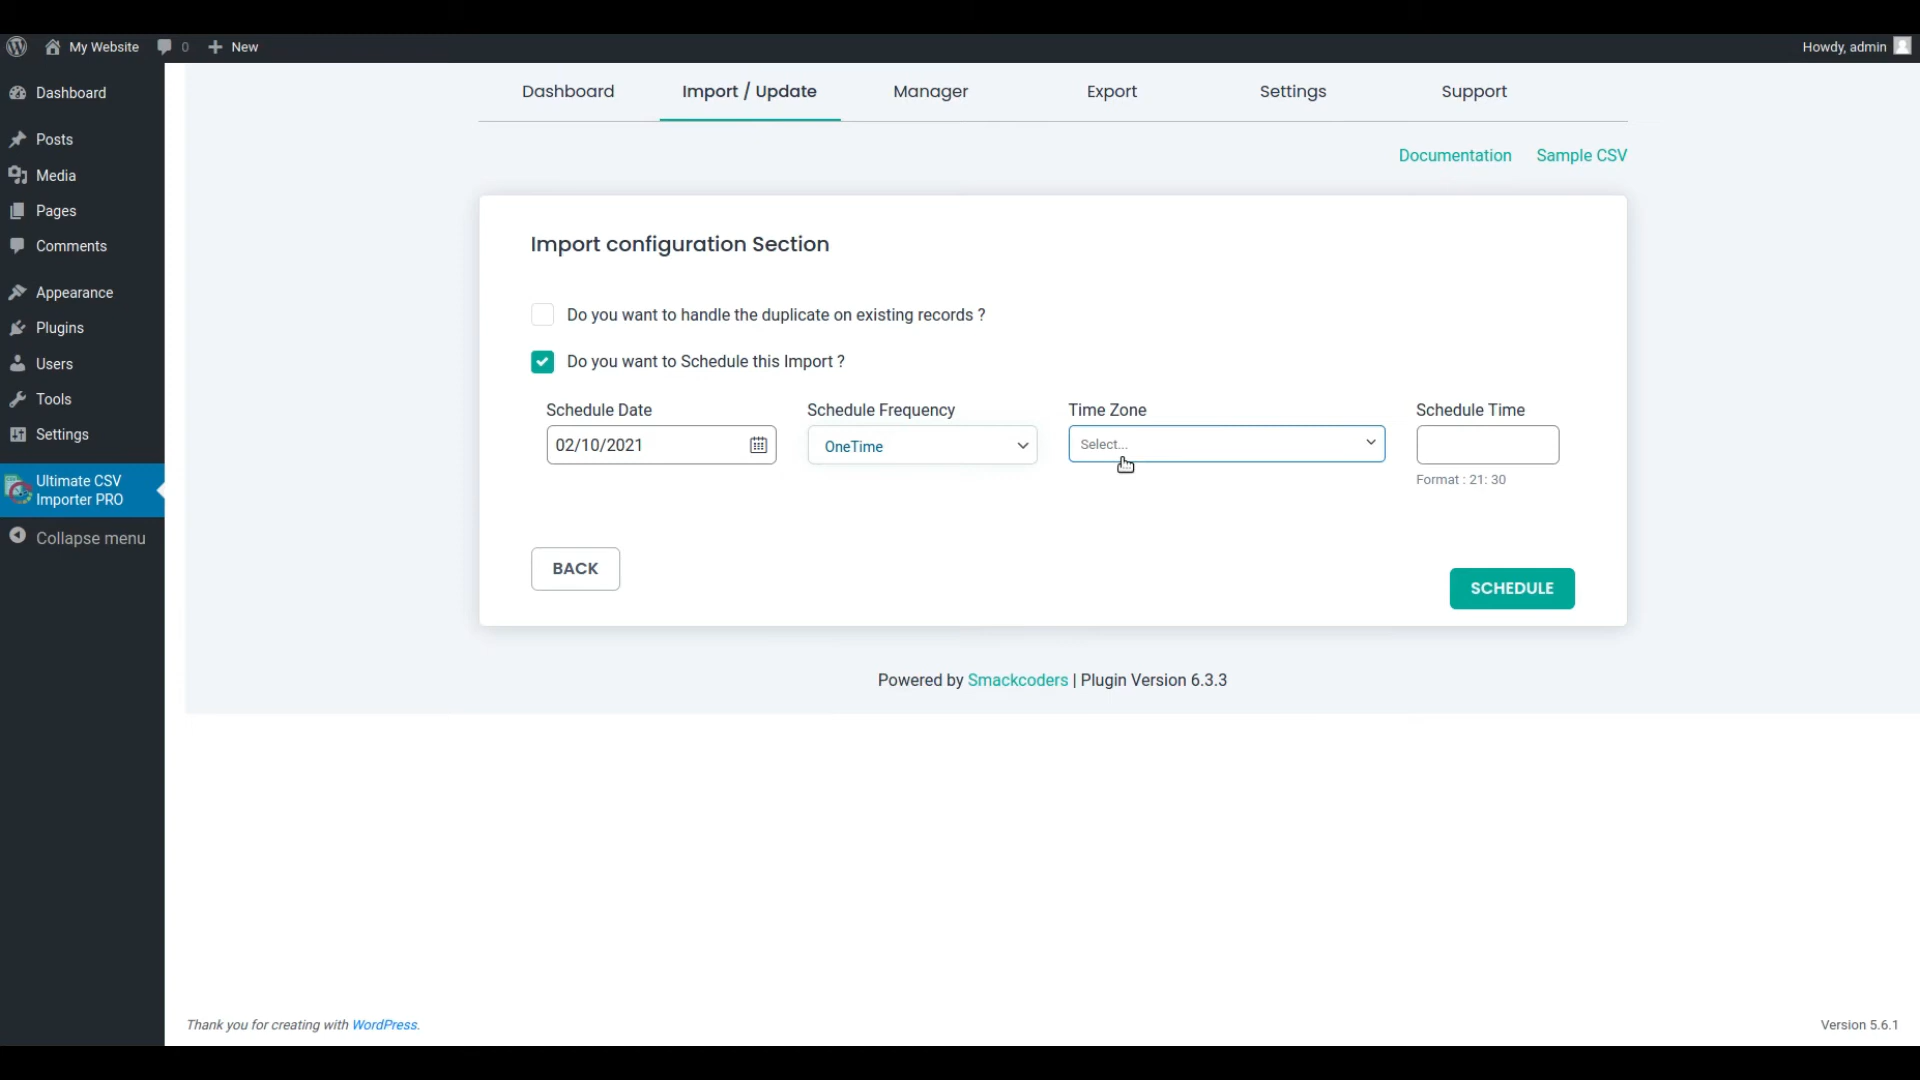 My Website
0
New
Howdy, admin
Dashboard
Posts
Media
Pages
Comments
Appearance
Plugins
Users
Tools
Settings
Ultimate CSV
Importer PRO
Collapse menu
Dashboard
Import / Update
Manager
Export
Settings
Support
Documentation
Sample CSV
Import configuration Section
Do you want to handle the duplicate on existing records ?
Do you want to Schedule this Import ?
Schedule Date
Schedule Frequency
Time Zone
Schedule Time
02/10/2021
OneTime
Select...
Format : 21: 30
BACK
SCHEDULE
Powered by Smackcoders | Plugin Version 6.3.3
Thank you for creating with WordPress.
Version 5.6.1